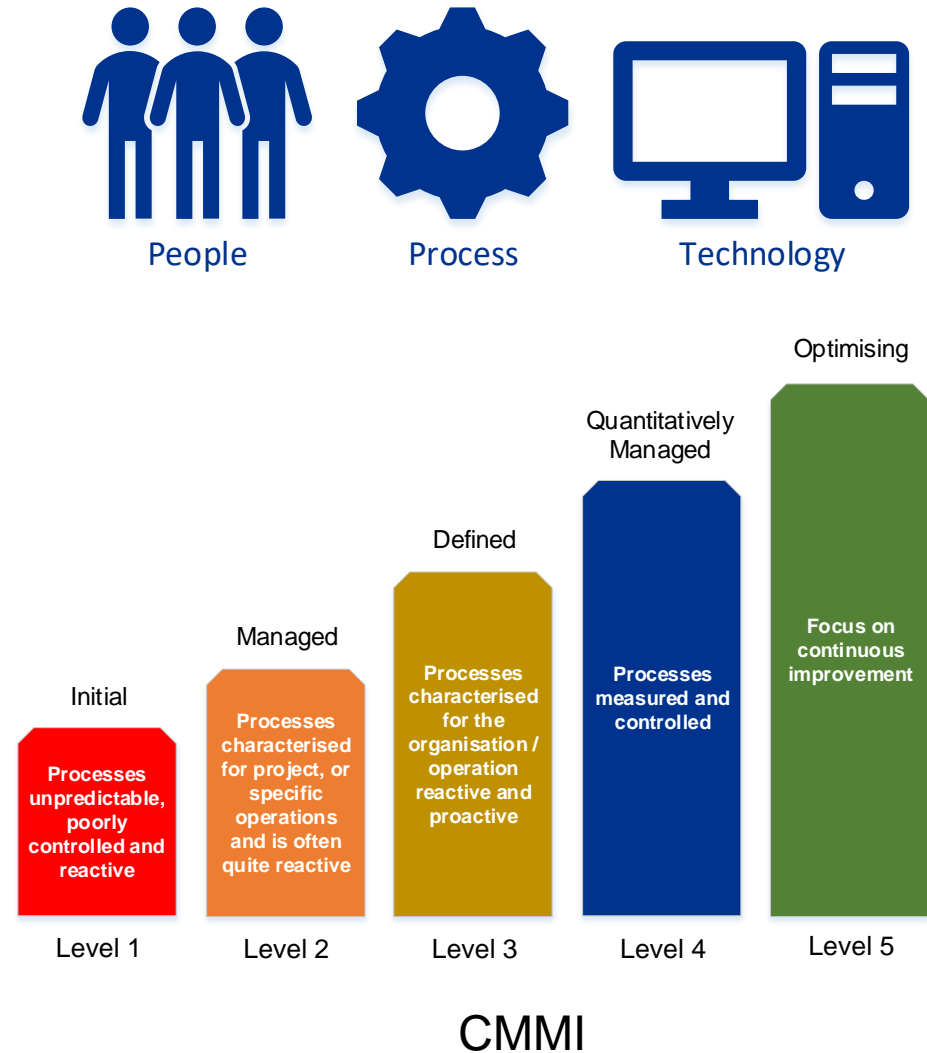 People
Process
Technology
Optimising
Quantitatively
Managed
Defined
Managed
Initial
Processes
unpredictable,
poorly
controlled and
reactive
Processes
characterised
for project, or
specific
operations
and is often
quite reactive
Processes
characterised
for the
organisation /
operation
reactive and
proactive
Processes
measured and
controlled
Focus on
continuous
improvement
Level 1
Level 2
Level 3
Level 4
Level 5
CMMI